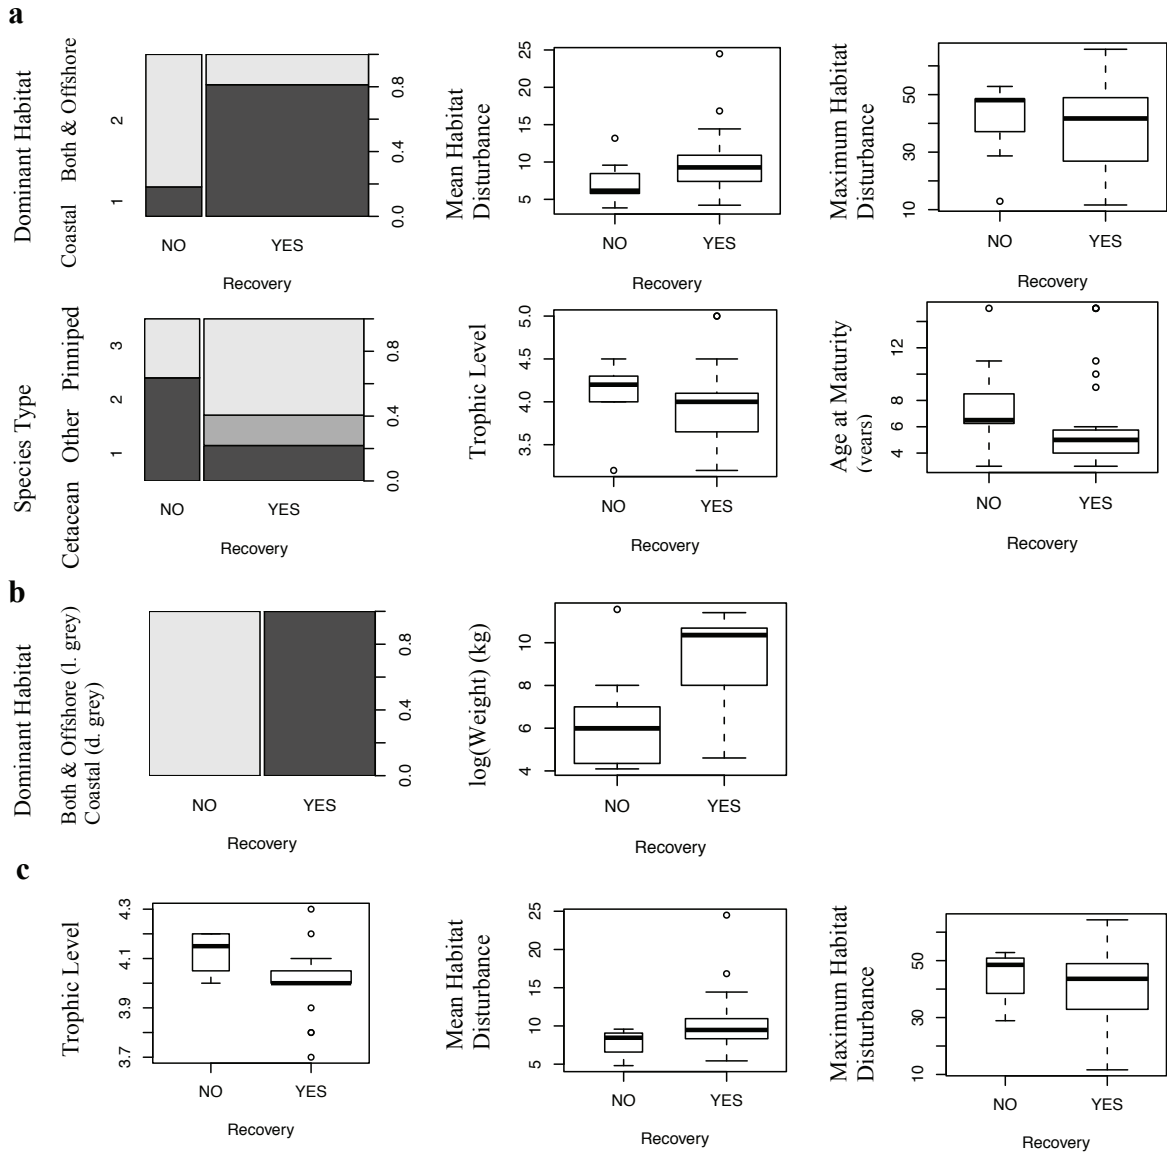 a
Dominant Habitat
Coastal Both & Offshore
1 2
0.0 0.4 0.8
NO YES
Recovery
Mean Habitat
Disturbance
5 10 15 20 25
NO YES
Recovery
Maximum Habitat
Disturbance
10 30 50
NO YES
Recovery
Species Type
Cetacean Other Pinniped
1 2 3
0.0 0.4 0.8
NO YES
Recovery
Trophic Level
3.5 4.0 4.5 5.0
NO YES
Recovery
Age at Maturity
(years)
4 6 8 12
NO YES
Recovery
b
Dominant Habitat
Both & Offshore (l. grey)
Coastal (d. grey)
0.0 0.4 0.8
NO YES
Recovery
log(Weight) (kg)
4 6 8 10
NO YES
Recovery
c
Trophic Level
3.7 3.9 4.1 4.3
NO YES
Recovery
Mean Habitat
Disturbance
5 10 15 20 25
NO YES
Recovery
Maximum Habitat
Disturbance
10 30 50
NO YES
Recovery